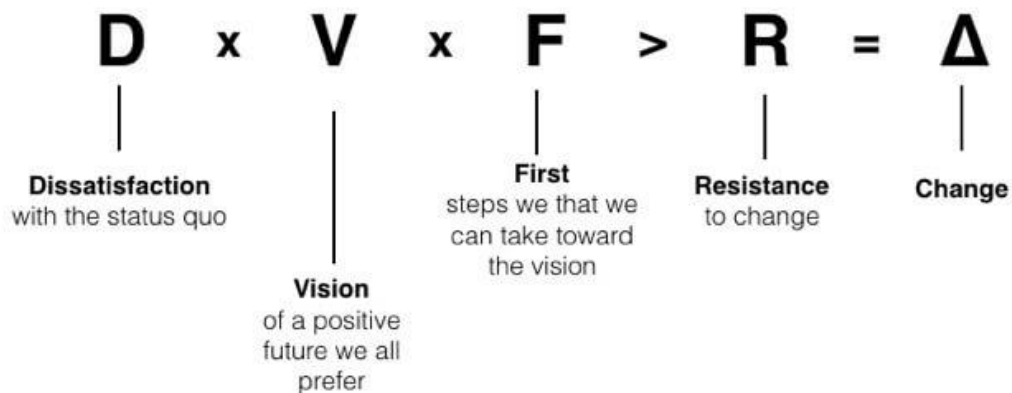 D x V x F > R = Δ
Dissatisfaction
with the status quo
Vision
of a positive
future we all
prefer
First
steps we that we
can take toward
the vision
Resistance
to change
Change